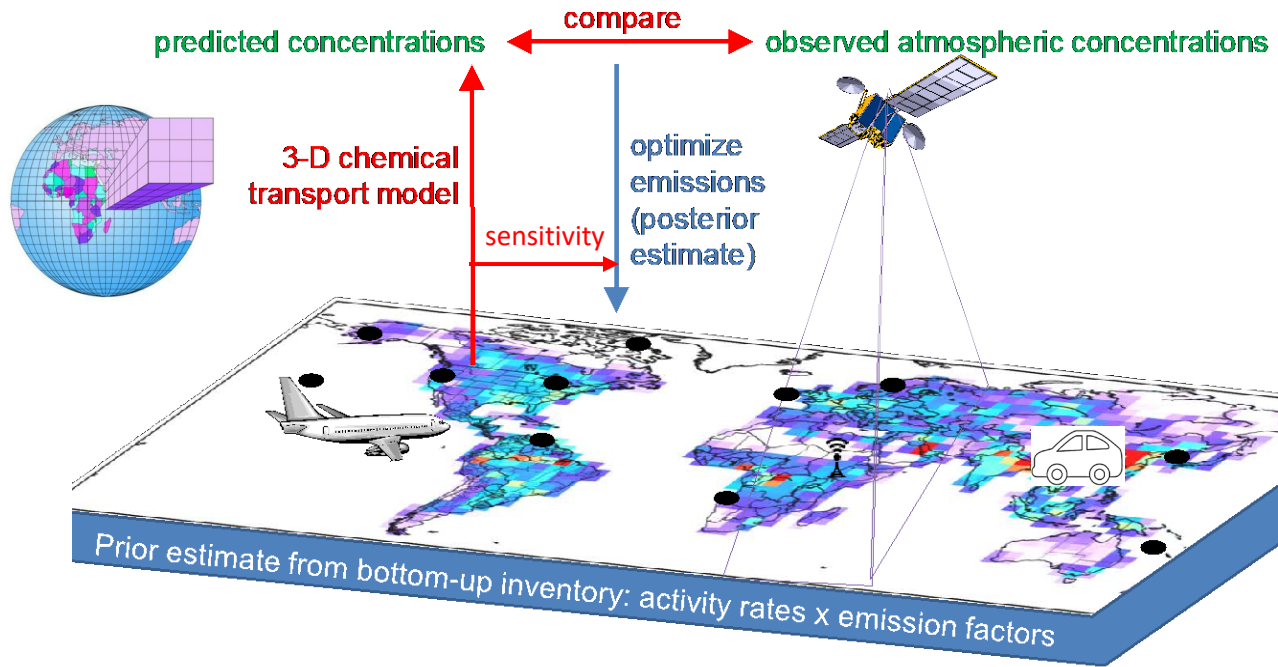 compare
predicted concentrations
observed atmospheric concentrations
3-D chemical
transport model
optimize
emissions
(posterior
estimate)
sensitivity
Prior estimate from bottom-up inventory: activity rates x emission factors